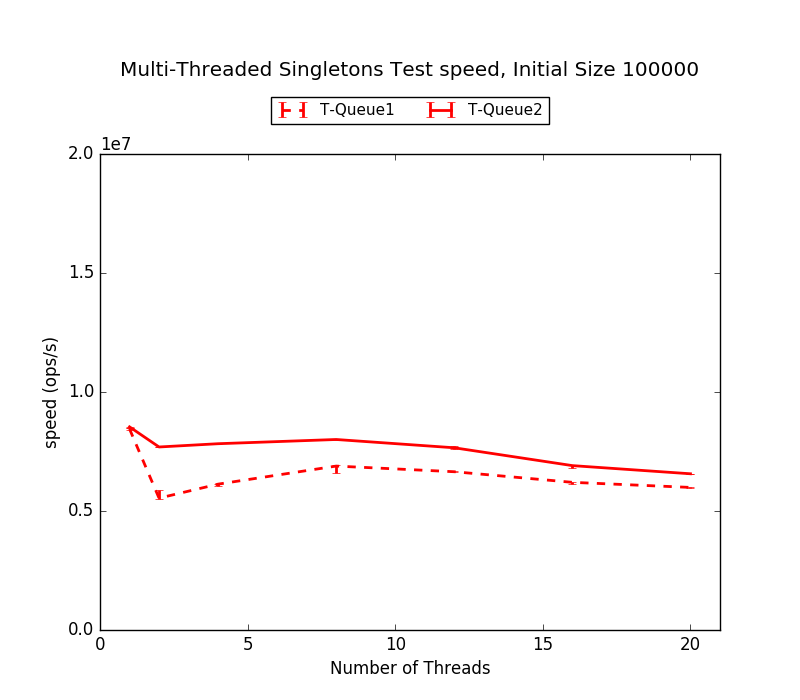 Multi-Threaded Singletons Test speed, Initial Size 100000
T-Queue1 T-Queue2
1e7
2.0
1.5
1.0
0.5
0.0
speed (ops/s)
0 5 10 15 20
Number of Threads